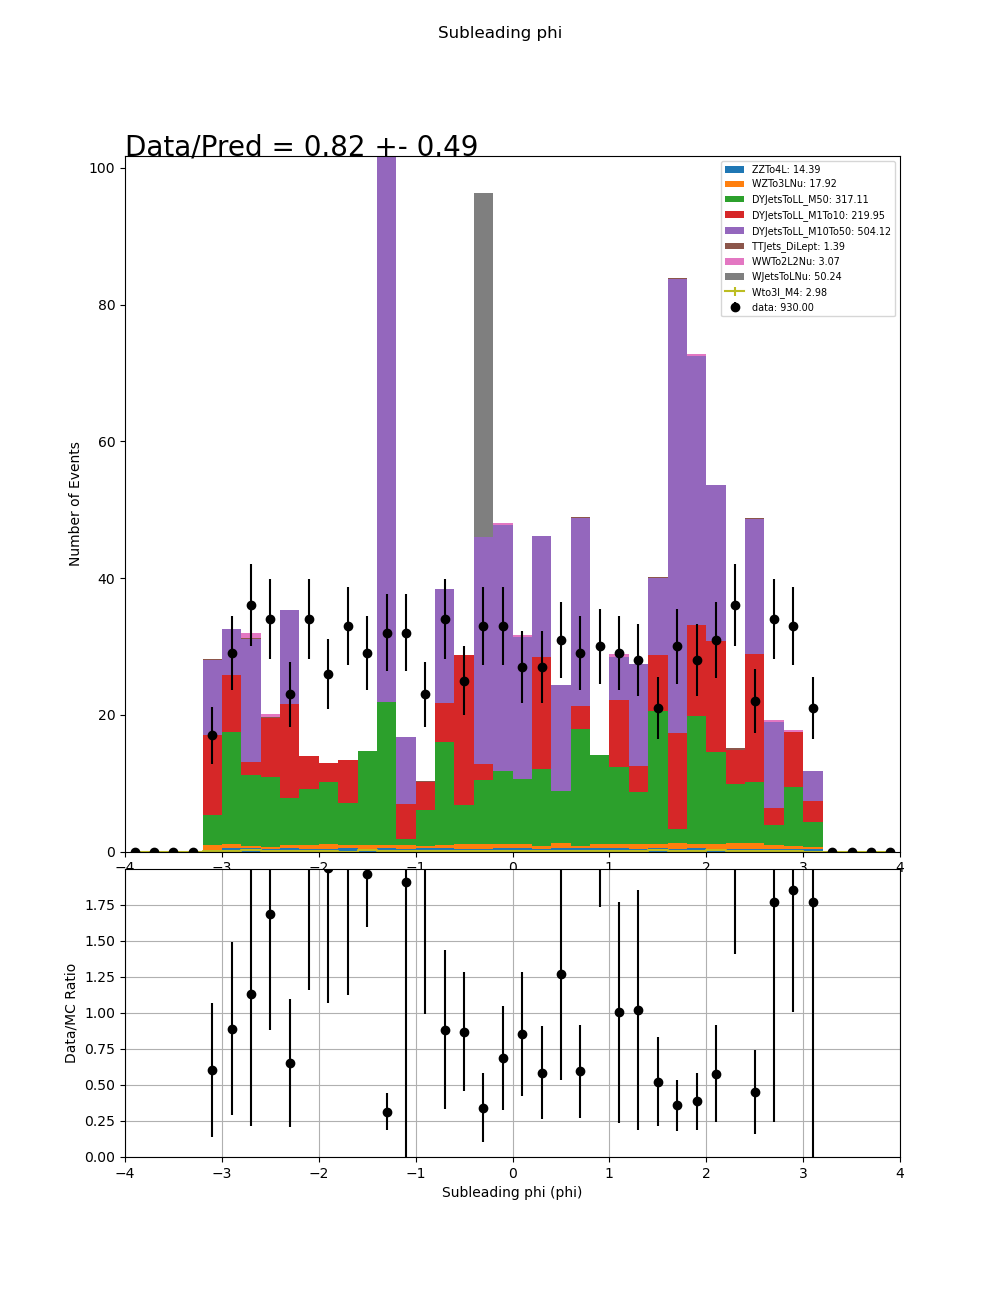 Subleading phi
Data/Pred = 0.82 +- 0.49
100
80
60
40
20
0
Number of Events
ZZTo4L: 14.39
WZTo3LNu: 17.92
DYJetsToLL_M50: 317.11
DYJetsToLL_M1To10: 219.95
DYJetsToLL_M10To50: 504.12
TTJets_DiLept: 1.39
WWTo2L2Nu: 3.07
WJetsToLNu: 50.24
Wto3l_M4: 2.98
data: 930.00
−4 −3 −2 −1 0 1 2 3 4
1.75
1.50
1.25
1.00
0.75
0.50
0.25
0.00
Data/MC Ratio
−4 −3 −2 −1 0 1 2 3 4
Subleading phi (phi)